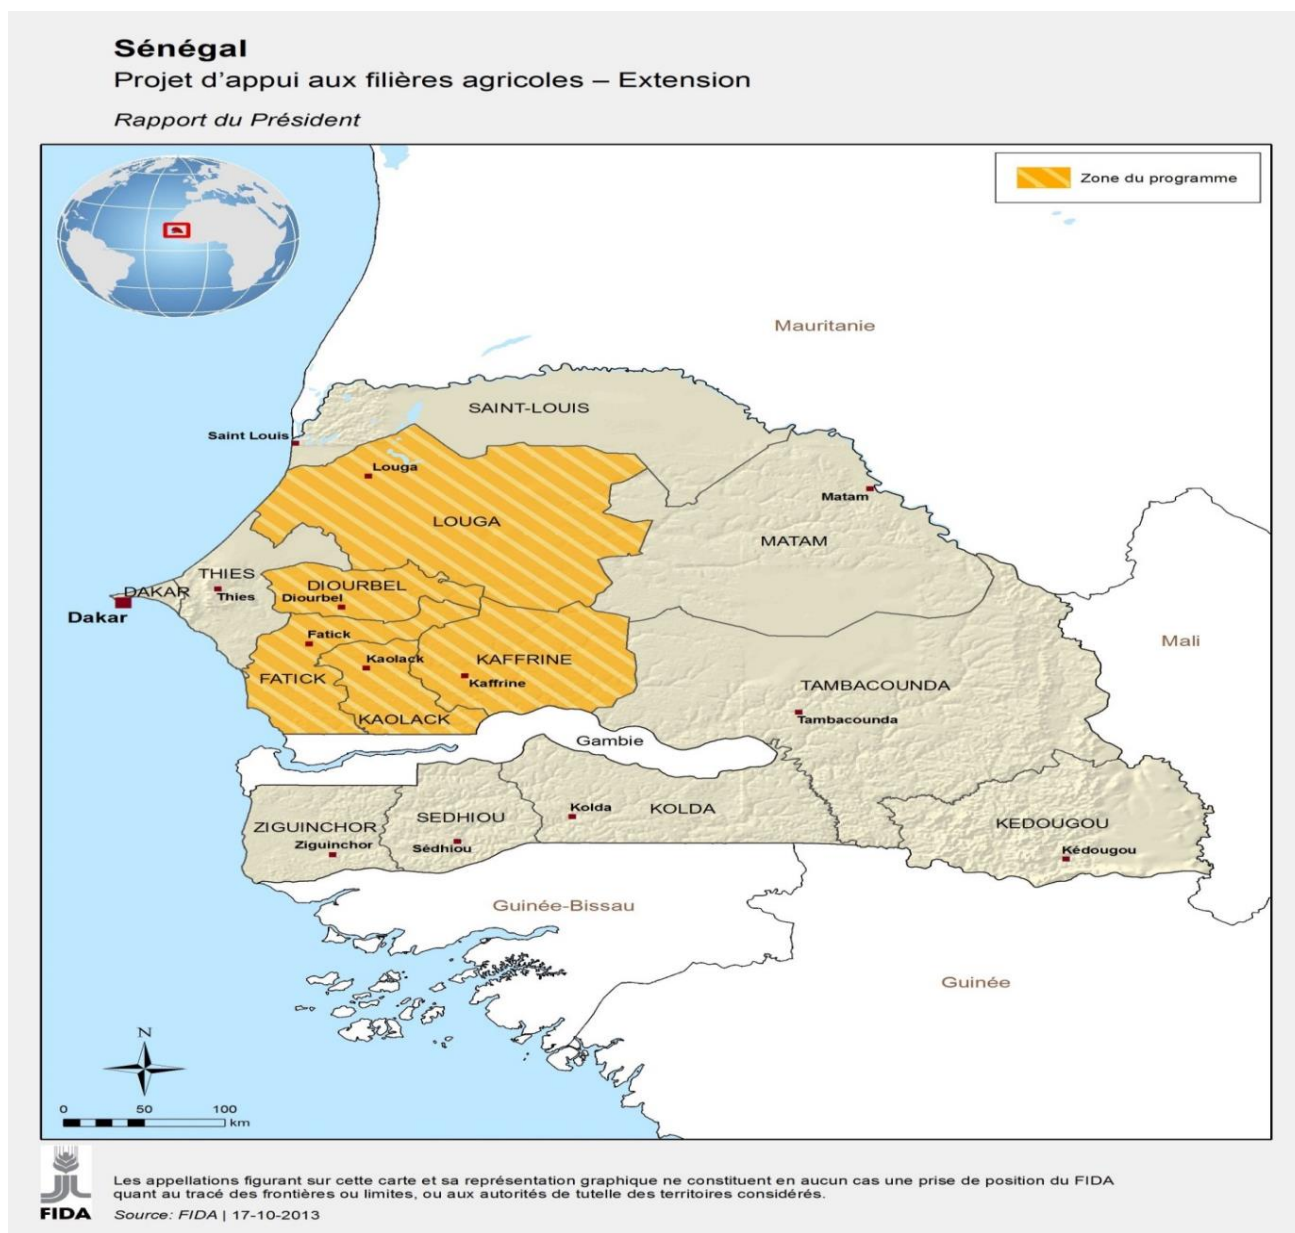 Sénégal
Projet d'appui aux filières agricoles – Extension
Rapport du Président
Zone du programme
Mauritanie
SAINT-LOUIS
Saint Louis
Louga
Matam
LOUGA
MATAM
THIES
DIOURBEL
DAKAR
Thies
Diourbel
Dakar
Fatick
Mali
Kaolack
KAFFRINE
FATICK
Kaffrine
TAMBACOUNDA
KAOLACK
Tambacounda
Gambie
Kolda
KOLDA
SEDHIOU
ZIGUINCHOR
KEDOUGOU
Ziguinchor
Sédhiou
Kédougou
Guinée-Bissau
Guinée
N
0 50 100
km
Les appellations figurant sur cette carte et sa représentation graphique ne constituent en aucun cas une prise de position du FIDA
quant au tracé des frontières ou limites, ou aux autorités de tutelle des territoires considérés.
FIDA
Source: FIDA | 17-10-2013